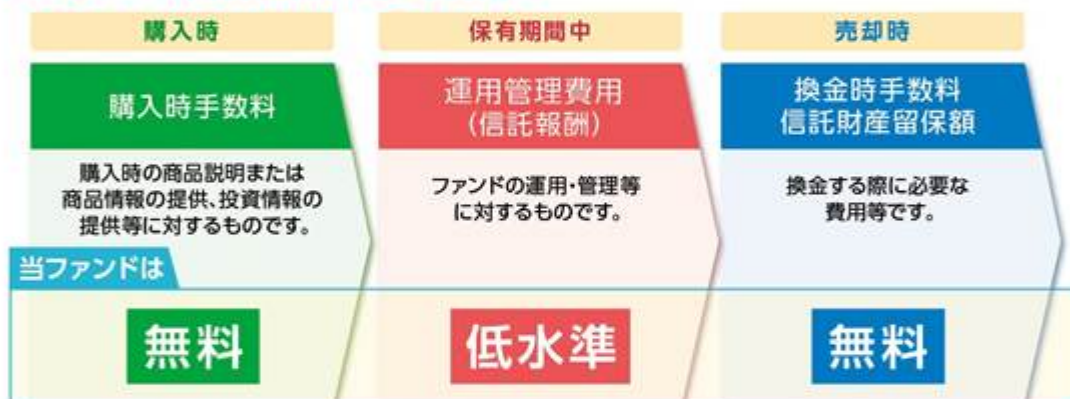 購入時
購入時手数料
購入時の商品説明または
商品情報の提供、投資情報の
提供等に対するものです。
保有期間中
運用管理費用
(信託報酬)
ファンドの運用・管理等
に対するものです。
売却時
換金時手数料
信託財産留保額
換金する際に必要な
費用等です。
当ファンドは
無料
低水準
無料